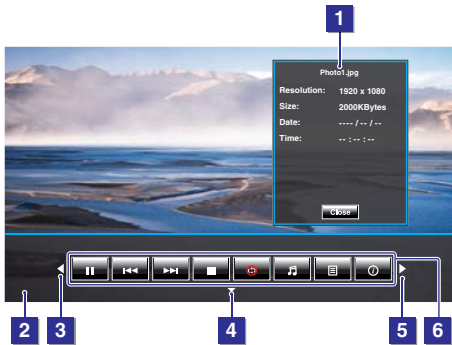 1
Photo1.jpg
Resolution: 1920 x 1080
Size: 2000KBytes
Date: ---- / -- / --
Time: -- : -- : --
Close
2
3
4
5
6